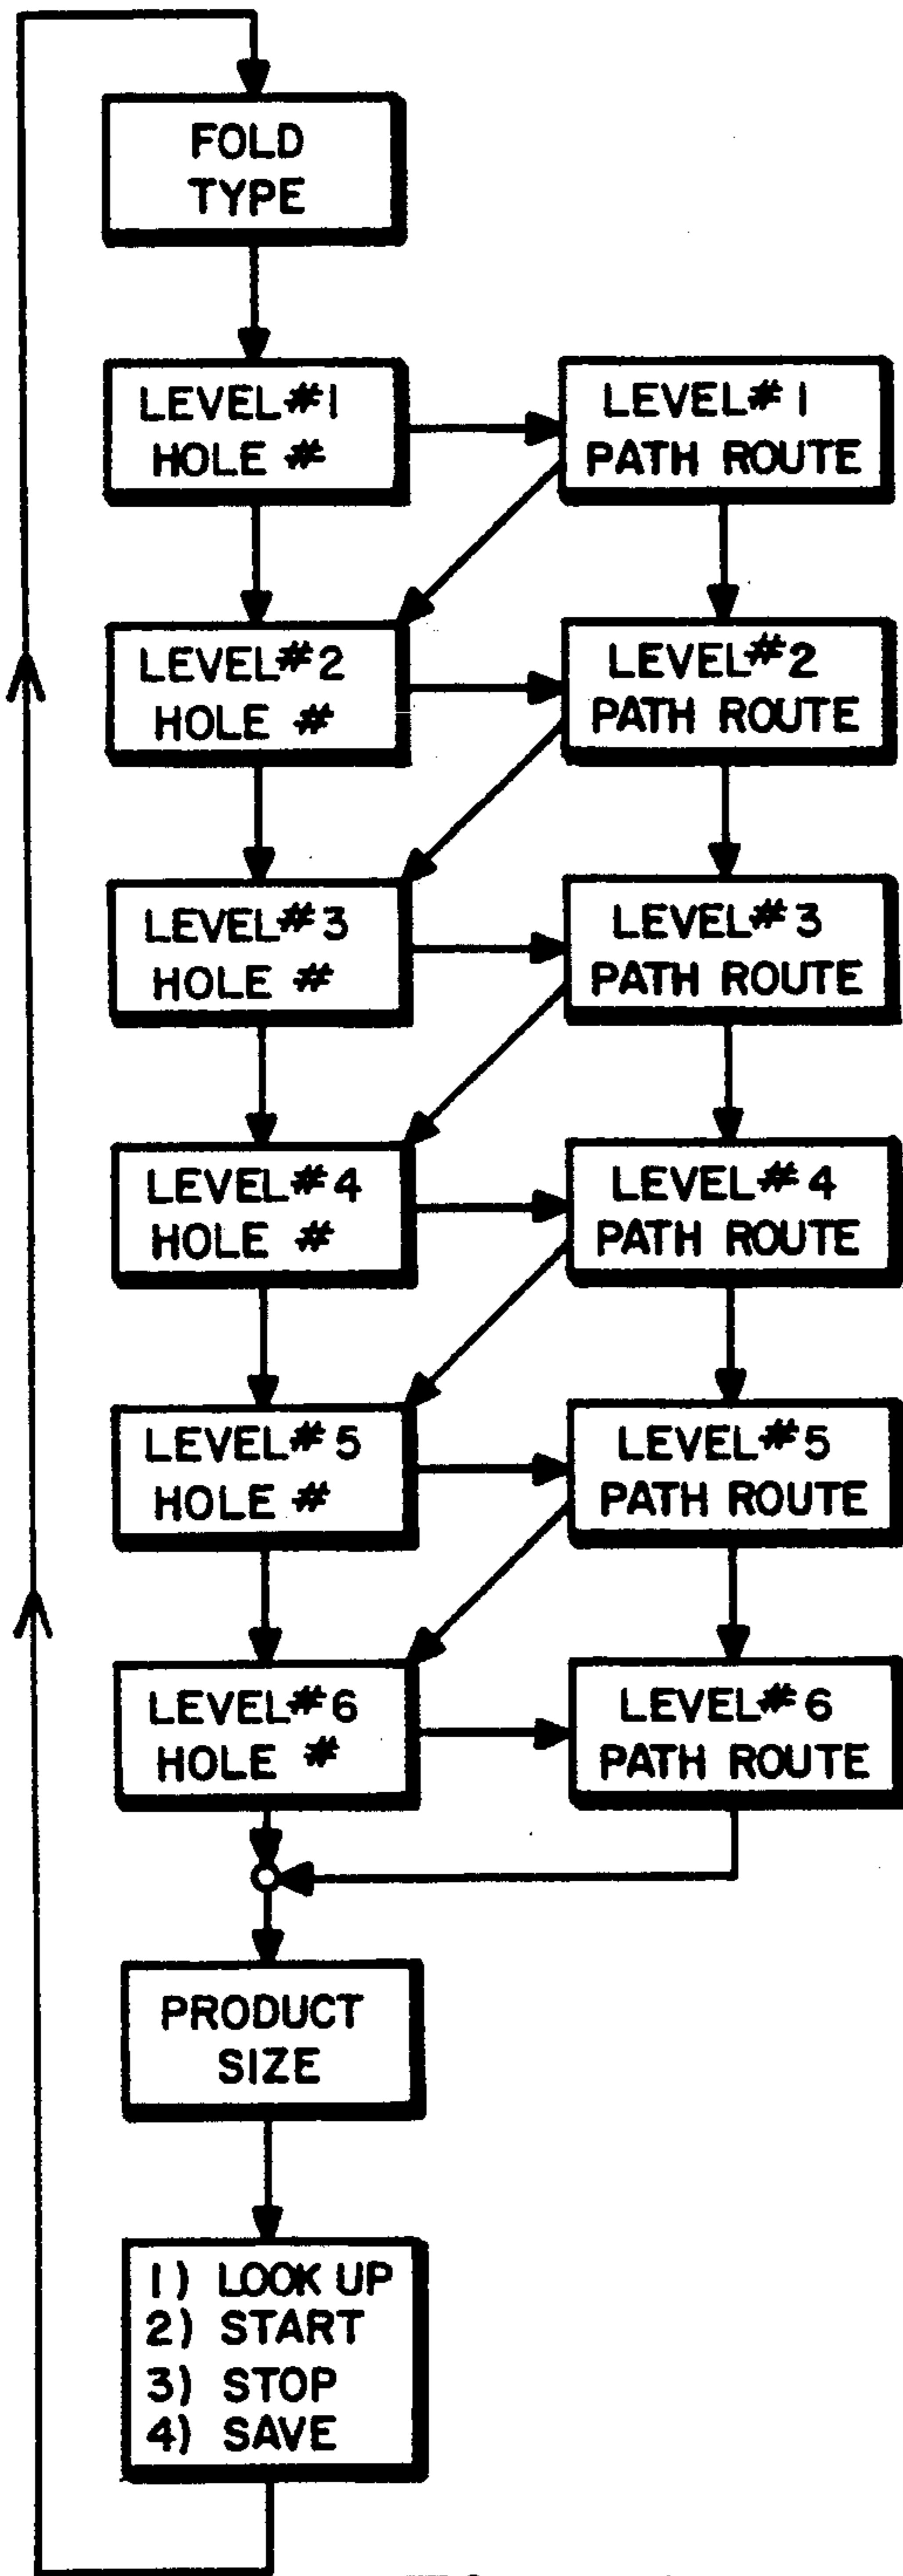 FOLD
TYPE
LEVEL#1
HOLE #
LEVEL#1
PATH ROUTE
LEVEL#2
HOLE #
LEVEL#2
PATH ROUTE
LEVEL#3
HOLE #
LEVEL#3
PATH ROUTE
LEVEL#4
HOLE #
LEVEL#4
PATH ROUTE
LEVEL#5
HOLE #
LEVEL#5
PATH ROUTE
LEVEL#6
HOLE #
LEVEL#6
PATH ROUTE
PRODUCT
SIZE
1) LOOK UP
2) START
3) STOP
4) SAVE